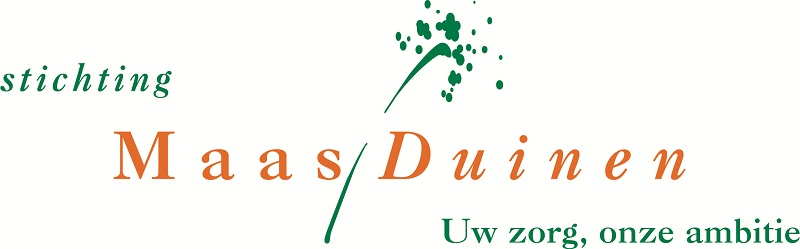 stichting
Maas Duinen
Uw zorg, onze ambitie